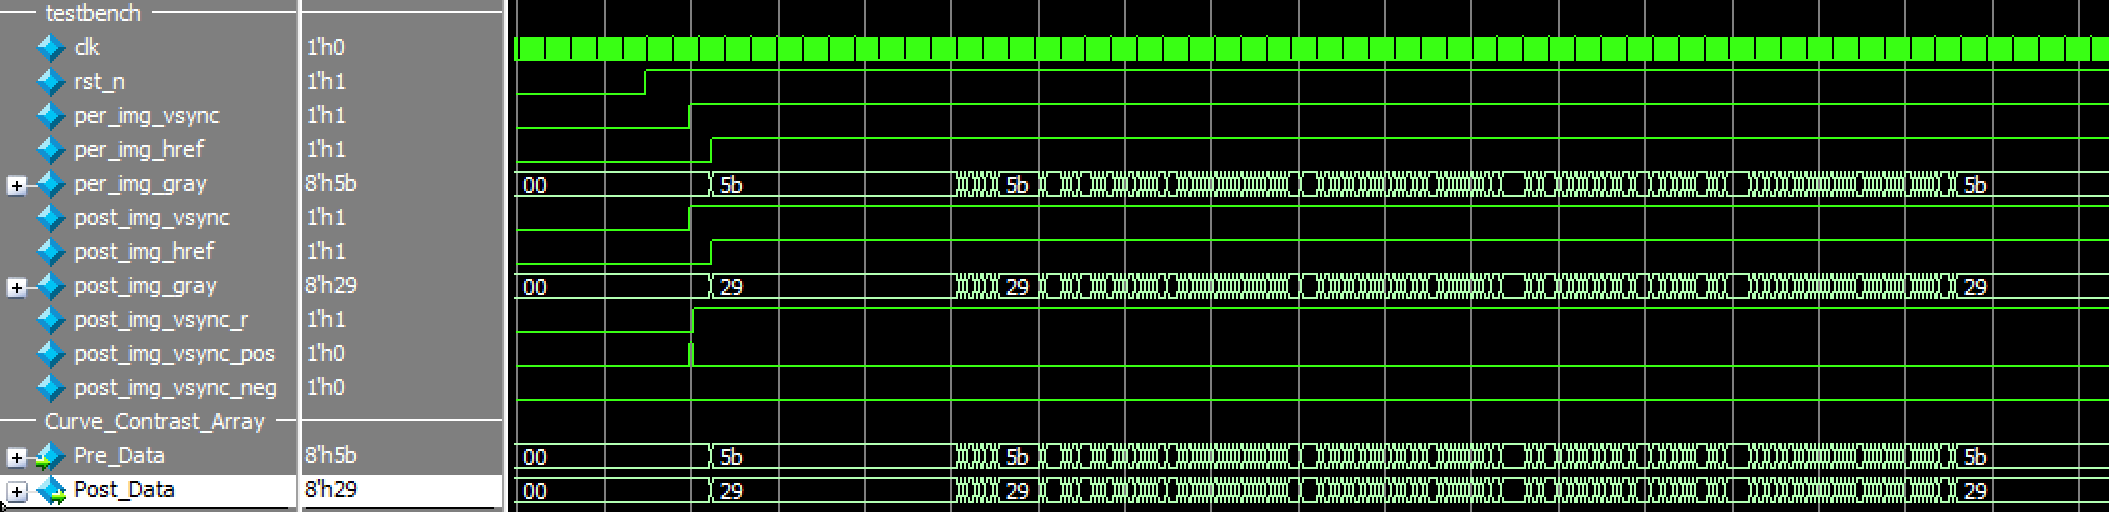 testbench
clk 1'h0
rst_n 1'h1
per_img_vsync 1'h1
per_img_href 1'h1
per_img_gray 8'h5b 00 5b 5b 5b
post_img_vsync 1'h1
post_img_href 1'h1
post_img_gray 8'h29 00 29 29 29
post_img_vsync_r 1'h1
post_img_vsync_pos 1'h0
post_img_vsync_neg 1'h0
Curve_Contrast_Array
Pre_Data 8'h5b 00 5b 5b 5b
Post_Data 8'h29 00 29 29 29